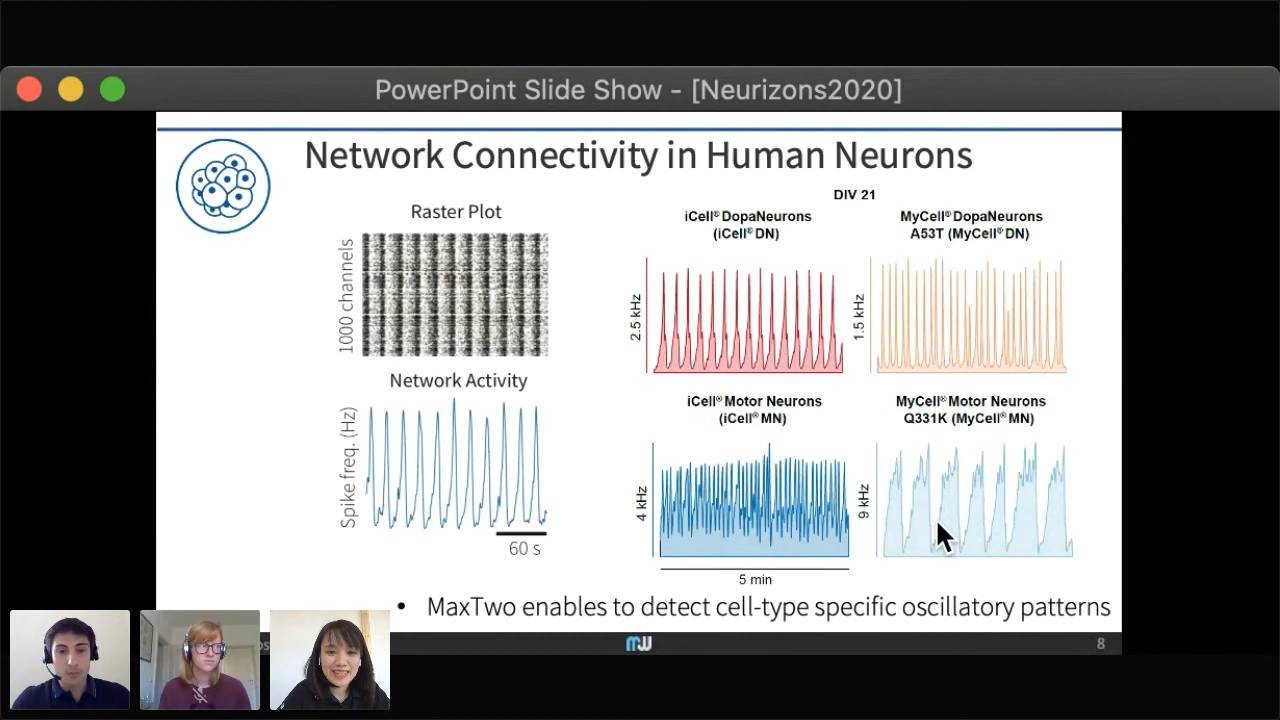 PowerPoint Slide Show - [Neurizons2020]
Network Connectivity in Human Neurons
Raster Plot
1000 channels
Network Activity
Spike freq. (Hz)
60 s
DIV 21
iCell® DopaNeurons
(iCell® DN)
2.5 kHz
MyCell® DopaNeurons
A53T (MyCell® DN)
1.5 kHz
iCell® Motor Neurons
(iCell® MN)
4 kHz
MyCell® Motor Neurons
Q331K (MyCell® MN)
9 kHz
5 min
• MaxTwo enables to detect cell-type specific oscillatory patterns
8